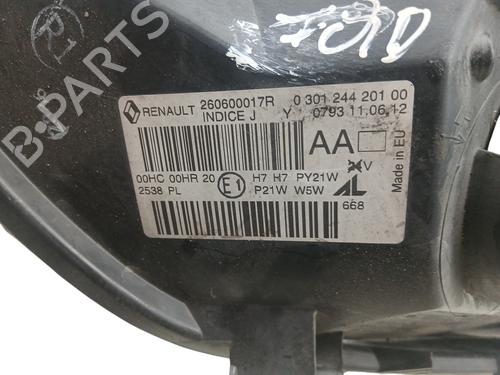 RENAULT 260600017R 0 301 244 201 00
INDICE J Y 0793 11.06.12
AA
Made in EU
V
00HC 00HR 20 E1 H7 H7 PY21W
2538 PL P21W W5W AL
668
B-PARTS